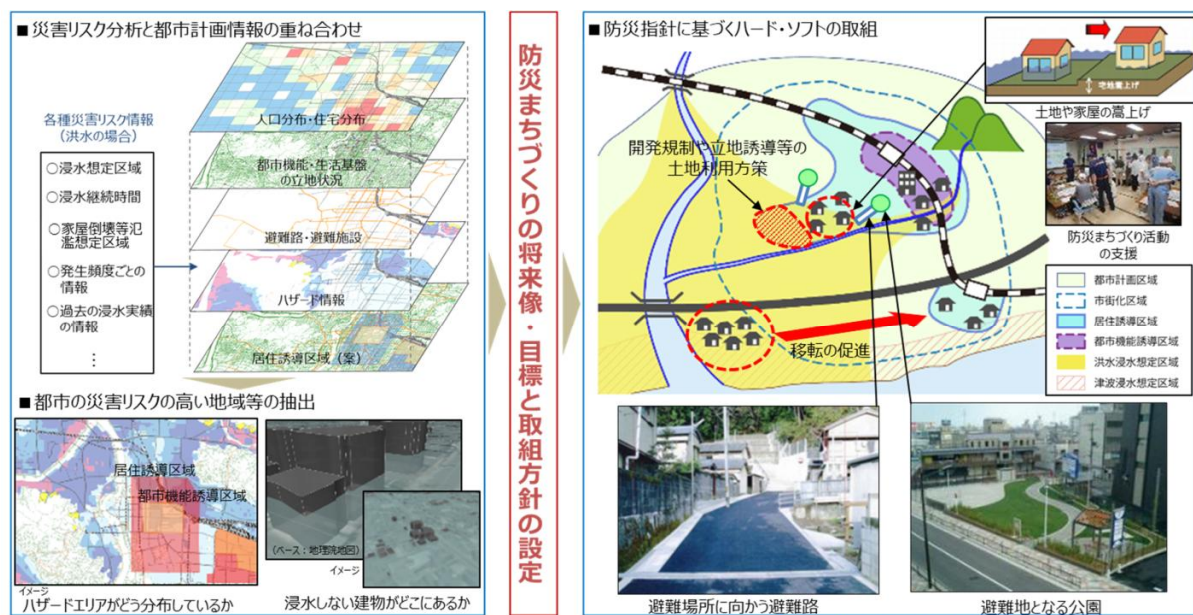 ■災害リスク分析と都市計画情報の重ね合わせ
各種災害リスク情報
（洪水の場合）
○浸水想定区域
○浸水継続時間
○家屋倒壊等氾
濫想定区域
○発生頻度ごとの
情報
○過去の浸水実績
の情報
⋮
人口分布・住宅分布
都市機能・生活基盤
の立地状況
避難路・避難施設
ハザード情報
居住誘導区域（案）
■都市の災害リスクの高い地域等の抽出
居住誘導区域
都市機能誘導区域
イメージ
ハザードエリアがどう分布しているか
（ベース：地理院地図）
イメージ
浸水しない建物がどこにあるか
防災まちづくりの将来像・目標と取組方針の設定
■防災指針に基づくハード・ソフトの取組
宅地嵩上げ
土地や家屋の嵩上げ
開発規制や立地誘導等の
土地利用方策
防災まちづくり活動
の支援
移転の促進
都市計画区域
市街化区域
居住誘導区域
都市機能誘導区域
洪水浸水想定区域
津波浸水想定区域
避難場所に向かう避難路
避難地となる公園